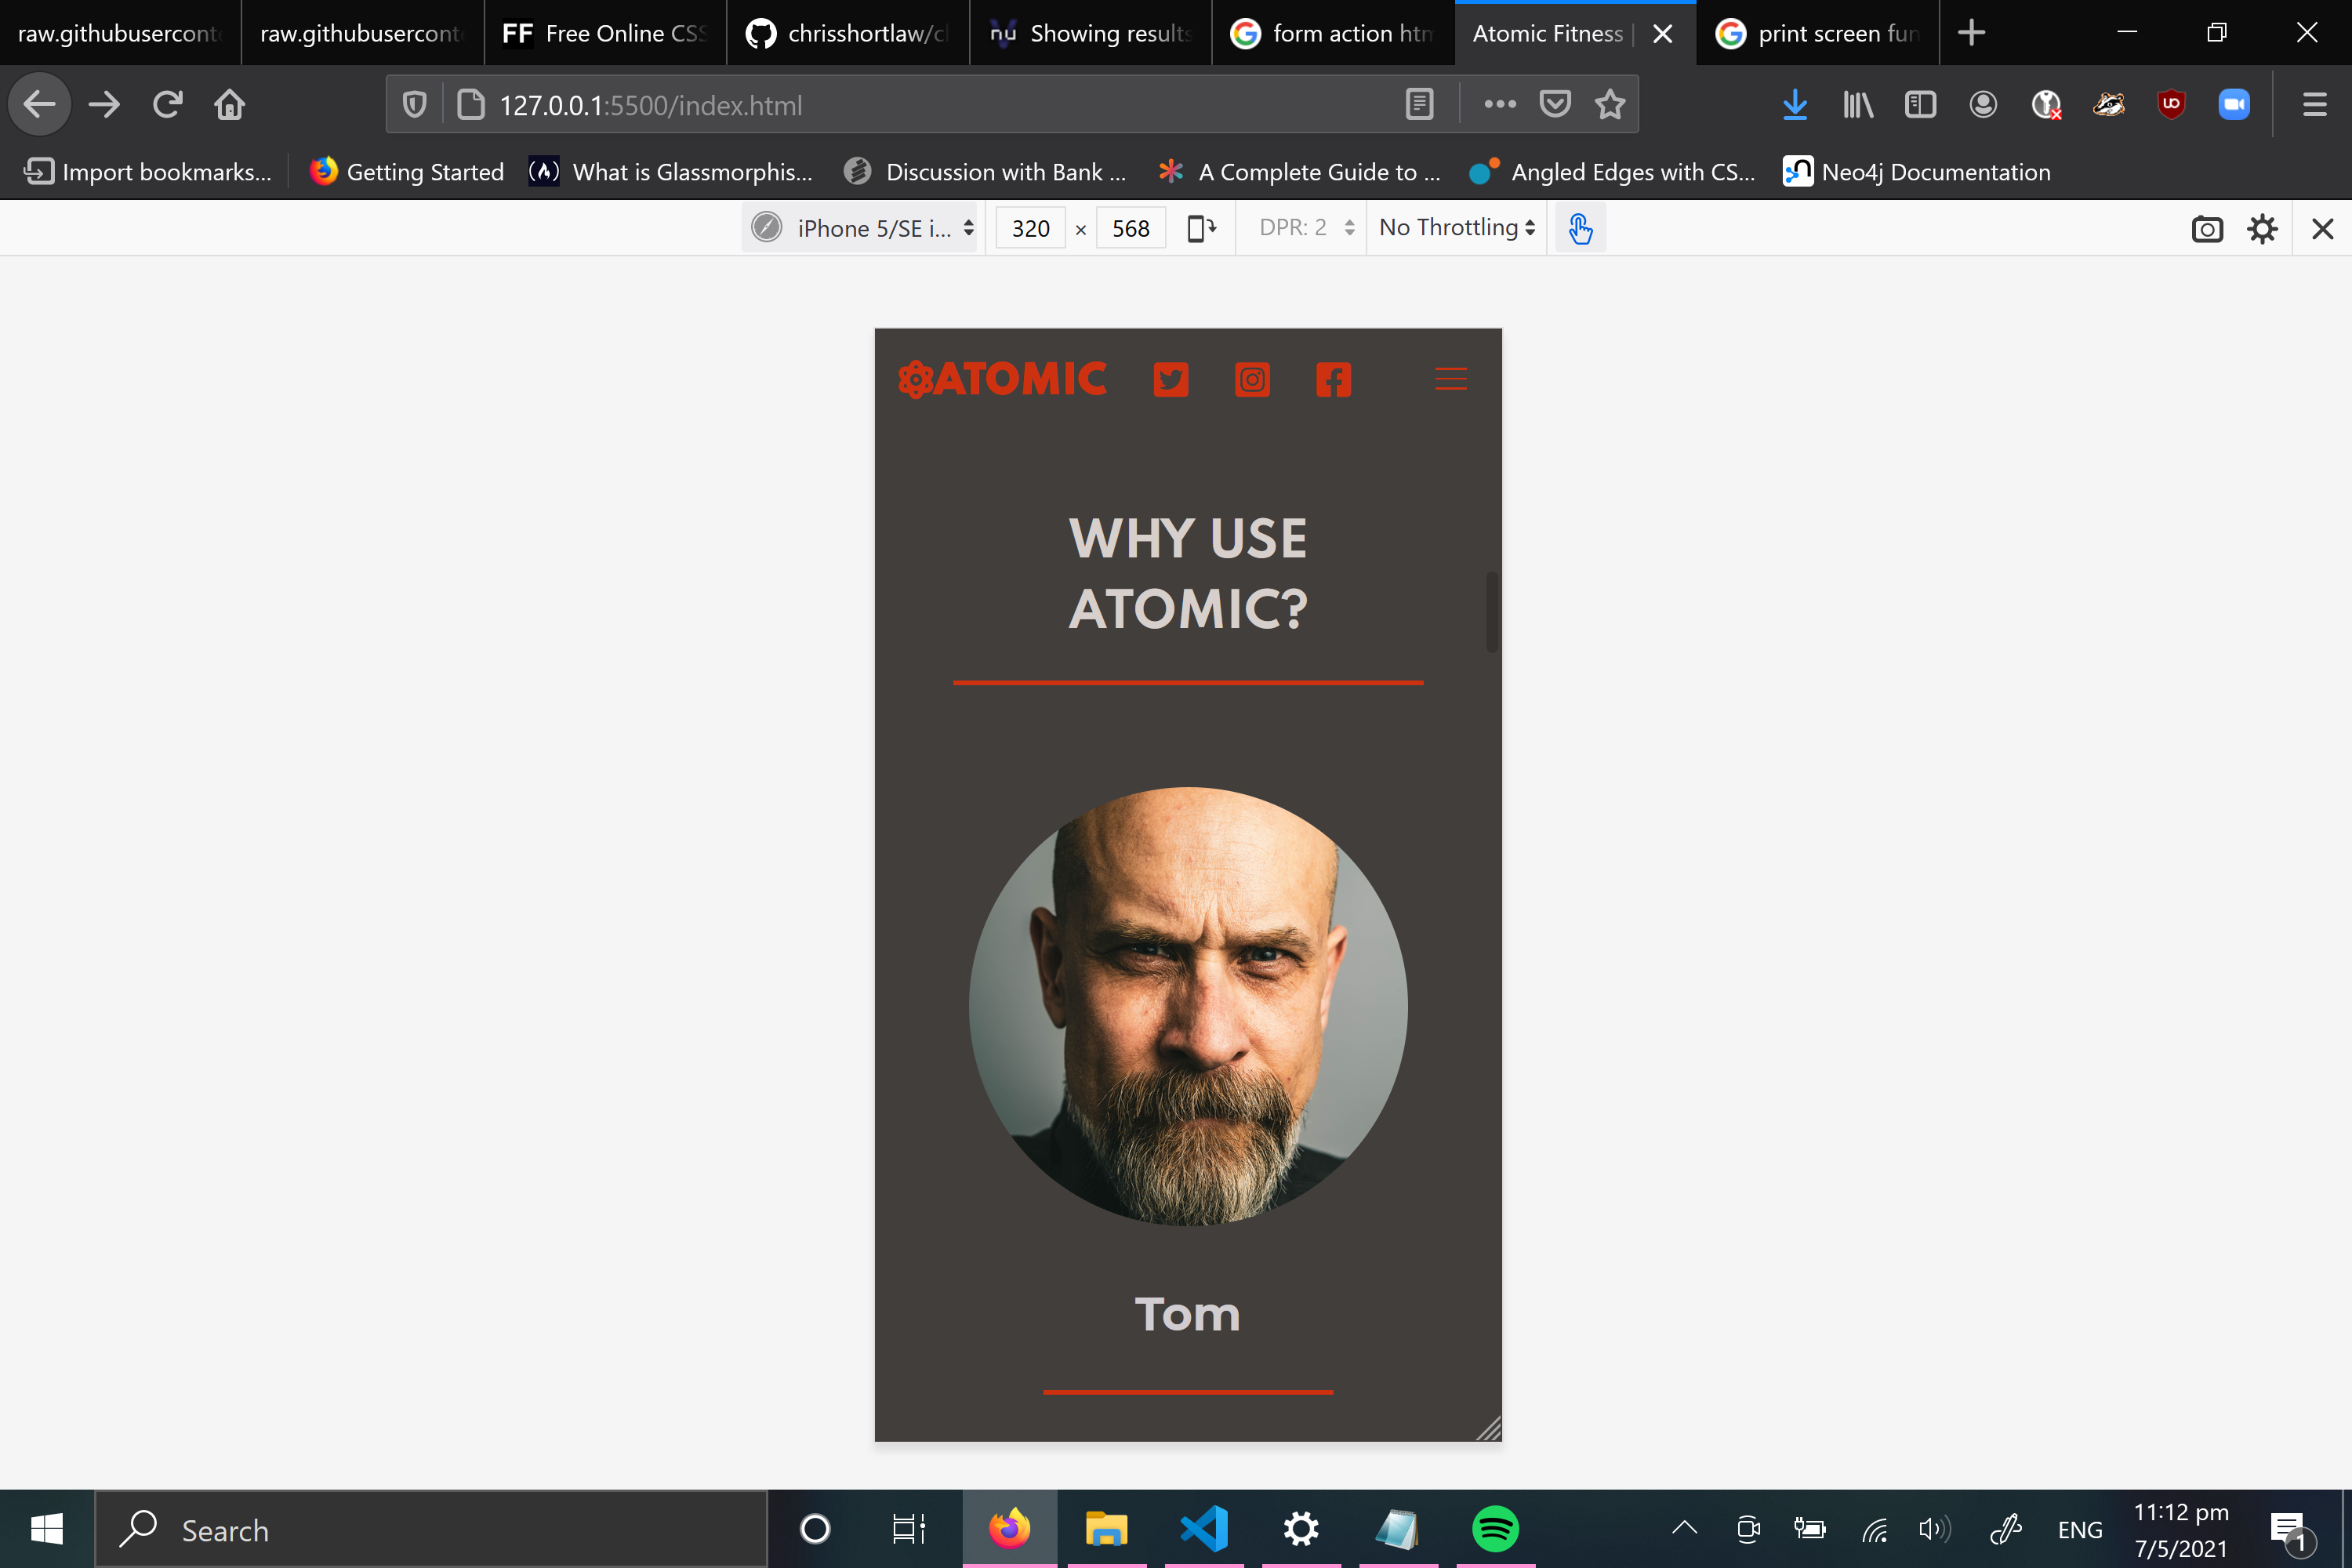 raw.githubuserconte
raw.githubuserconte
FF Free Online CSS
chrisshortlaw/c
nu Showing results
form action htm
Atomic Fitness |
print screen fun
127.0.0.1:5500/index.html
Import bookmarks...
Getting Started
What is Glassmorphis...
Discussion with Bank ...
A Complete Guide to ...
Angled Edges with CS...
Neo4j Documentation
iPhone 5/SE i...
320 × 568
DPR: 2
No Throttling
ATOMIC
WHY USE
ATOMIC?
Tom
Search
ENG
11:12 pm
7/5/2021
1